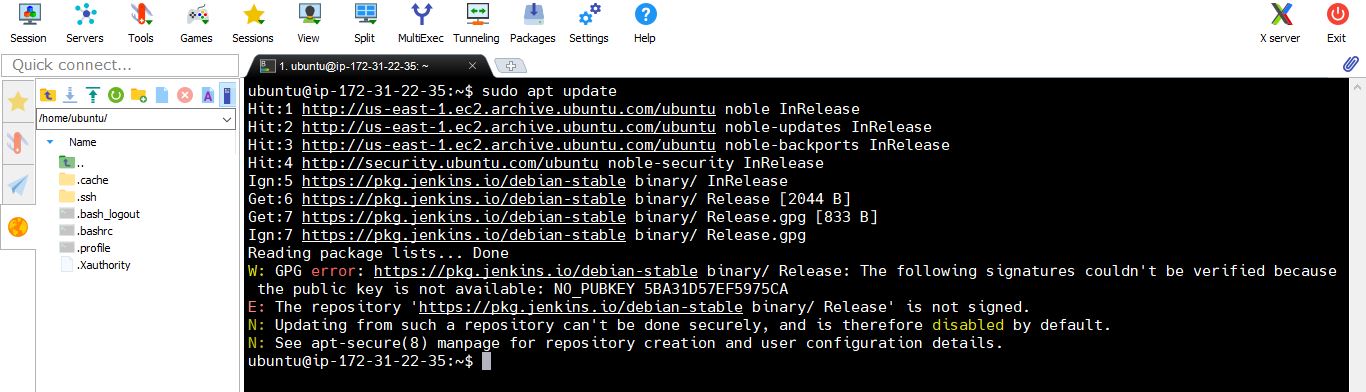 Session
Servers
Tools
Games
Sessions
View
Split
MultiExec
Tunneling
Packages
Settings
Help
X server
Exit
Quick connect...
1. ubuntu@ip-172-31-22-35: ~
/home/ubuntu/
Name
..
.cache
.ssh
.bash_logout
.bashrc
.profile
.Xauthority
ubuntu@ip-172-31-22-35:~$ sudo apt update
Hit:1 http://us-east-1.ec2.archive.ubuntu.com/ubuntu noble InRelease
Hit:2 http://us-east-1.ec2.archive.ubuntu.com/ubuntu noble-updates InRelease
Hit:3 http://us-east-1.ec2.archive.ubuntu.com/ubuntu noble-backports InRelease
Hit:4 http://security.ubuntu.com/ubuntu noble-security InRelease
Ign:5 https://pkg.jenkins.io/debian-stable binary/ InRelease
Get:6 https://pkg.jenkins.io/debian-stable binary/ Release [2044 B]
Get:7 https://pkg.jenkins.io/debian-stable binary/ Release.gpg [833 B]
Ign:7 https://pkg.jenkins.io/debian-stable binary/ Release.gpg
Reading package lists... Done
W: GPG error: https://pkg.jenkins.io/debian-stable binary/ Release: The following signatures couldn't be verified because
the public key is not available: NO_PUBKEY 5BA31D57EF5975CA
E: The repository 'https://pkg.jenkins.io/debian-stable binary/ Release' is not signed.
N: Updating from such a repository can't be done securely, and is therefore disabled by default.
N: See apt-secure(8) manpage for repository creation and user configuration details.
ubuntu@ip-172-31-22-35:~$